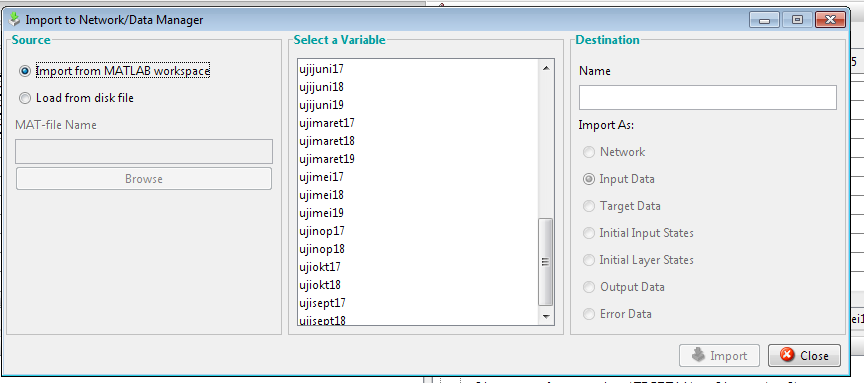 Import to Network/Data Manager
Source
Import from MATLAB workspace
Load from disk file
MAT-file Name
Browse
Select a Variable
ujijuni17
ujijuni18
ujijuni19
ujimaret17
ujimaret18
ujimaret19
ujimei17
ujimei18
ujimei19
ujinop17
ujinop18
ujiokt17
ujiokt18
ujisept17
ujisept18
Destination
Name
Import As:
Network
Input Data
Target Data
Initial Input States
Initial Layer States
Output Data
Error Data
Import
Close
5